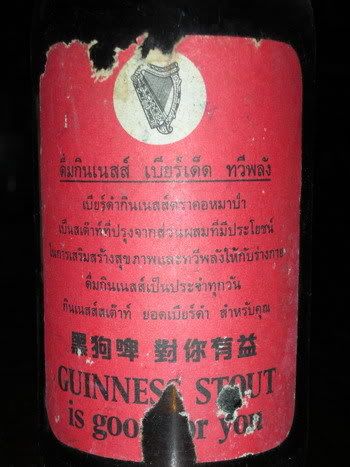 ดื่มกินเนสส์ เบียร์เด็ด ทวีพลัง
เบียร์ดำกินเนสส์ตราคอหมาป่า
เป็นสเต๊าท์ที่ปรุงจากส่วนผสมที่มีประโยชน์
ในการเสริมสร้างสุขภาพและทวีพลังให้กับร่างกาย
ดื่มกินเนสส์เป็นประจำทุกวัน
กินเนสส์สเต๊าท์ ยอดเบียร์ดำ สำหรับคุณ
黑狗啤 對你有益
GUINNESS STOUT
is good for you